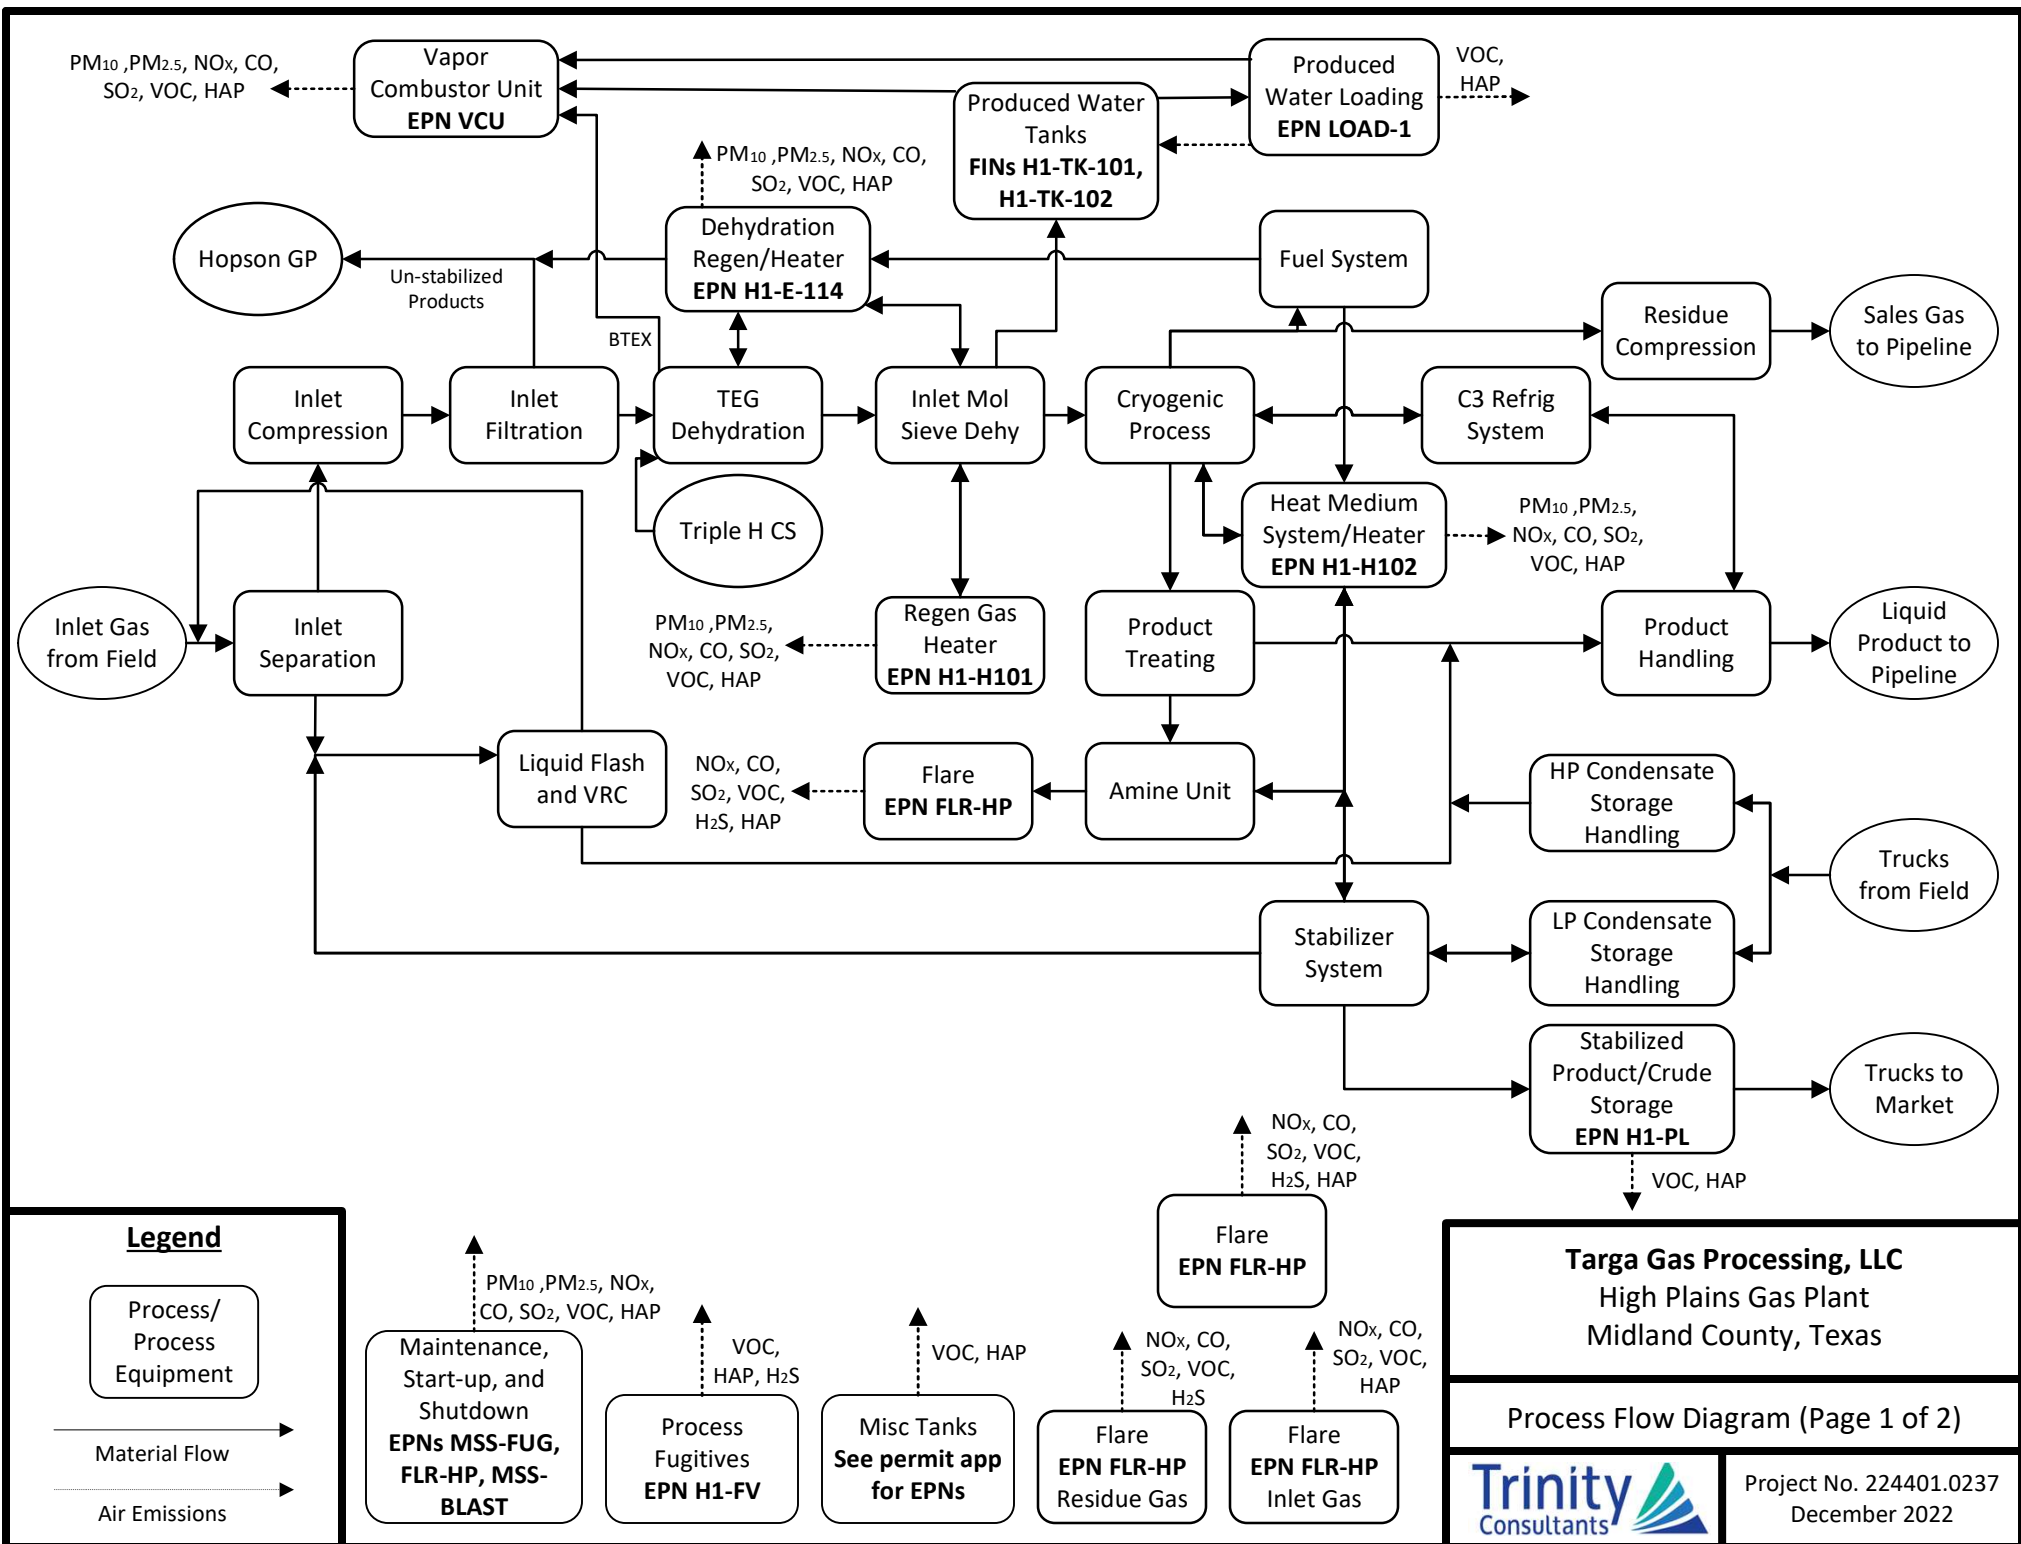 PM10 ,PM2.5, NOx, CO,
SO2, VOC, HAP
Vapor
Combustor Unit
EPN VCU
Produced Water
Tanks
FINs H1-TK-101,
H1-TK-102
Produced
Water Loading
EPN LOAD-1
VOC,
HAP
PM10 ,PM2.5, NOx, CO,
SO2, VOC, HAP
Hopson GP
Un-stabilized
Products
Dehydration
Regen/Heater
EPN H1-E-114
Fuel System
BTEX
Residue
Compression
Sales Gas
to Pipeline
Inlet
Compression
Inlet
Filtration
TEG
Dehydration
Inlet Mol
Sieve Dehy
Cryogenic
Process
C3 Refrig
System
Triple H CS
Heat Medium
System/Heater
EPN H1-H102
PM10 ,PM2.5,
NOx, CO, SO2,
VOC, HAP
Inlet Gas
from Field
Inlet
Separation
PM10 ,PM2.5,
NOx, CO, SO2,
VOC, HAP
Regen Gas
Heater
EPN H1-H101
Product
Treating
Product
Handling
Liquid
Product to
Pipeline
Liquid Flash
and VRC
NOx, CO,
SO2, VOC,
H2S, HAP
Flare
EPN FLR-HP
Amine Unit
HP Condensate
Storage
Handling
Trucks
from Field
Stabilizer
System
LP Condensate
Storage
Handling
Stabilized
Product/Crude
Storage
EPN H1-PL
Trucks to
Market
VOC, HAP
NOx, CO,
SO2, VOC,
H2S, HAP
Flare
EPN FLR-HP
Legend
Process/
Process
Equipment
Material Flow
Air Emissions
PM10 ,PM2.5, NOx,
CO, SO2, VOC, HAP
Maintenance,
Start-up, and
Shutdown
EPNs MSS-FUG,
FLR-HP, MSS-
BLAST
VOC,
HAP, H2S
Process
Fugitives
EPN H1-FV
VOC, HAP
Misc Tanks
See permit app
for EPNs
NOx, CO,
SO2, VOC,
H2S
Flare
EPN FLR-HP
Residue Gas
NOx, CO,
SO2, VOC,
HAP
Flare
EPN FLR-HP
Inlet Gas
Targa Gas Processing, LLC
High Plains Gas Plant
Midland County, Texas
Process Flow Diagram (Page 1 of 2)
Trinity
Consultants
Project No. 224401.0237
December 2022